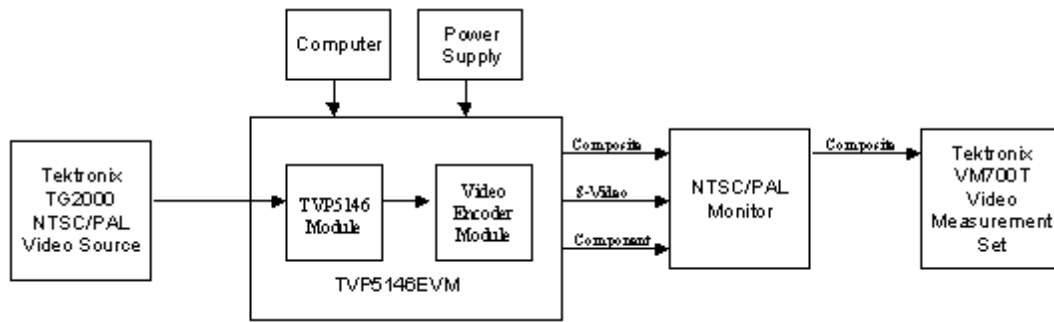 Computer
Power
Supply
Tektronix
TG2000
NTSC/PAL
Video Source
TVP5146
Module
Video
Encoder
Module
TVP5146EVM
Composite
S-Video
Component
NTSC/PAL
Monitor
Composite
Tektronix
VM700T
Video
Measurement
Set